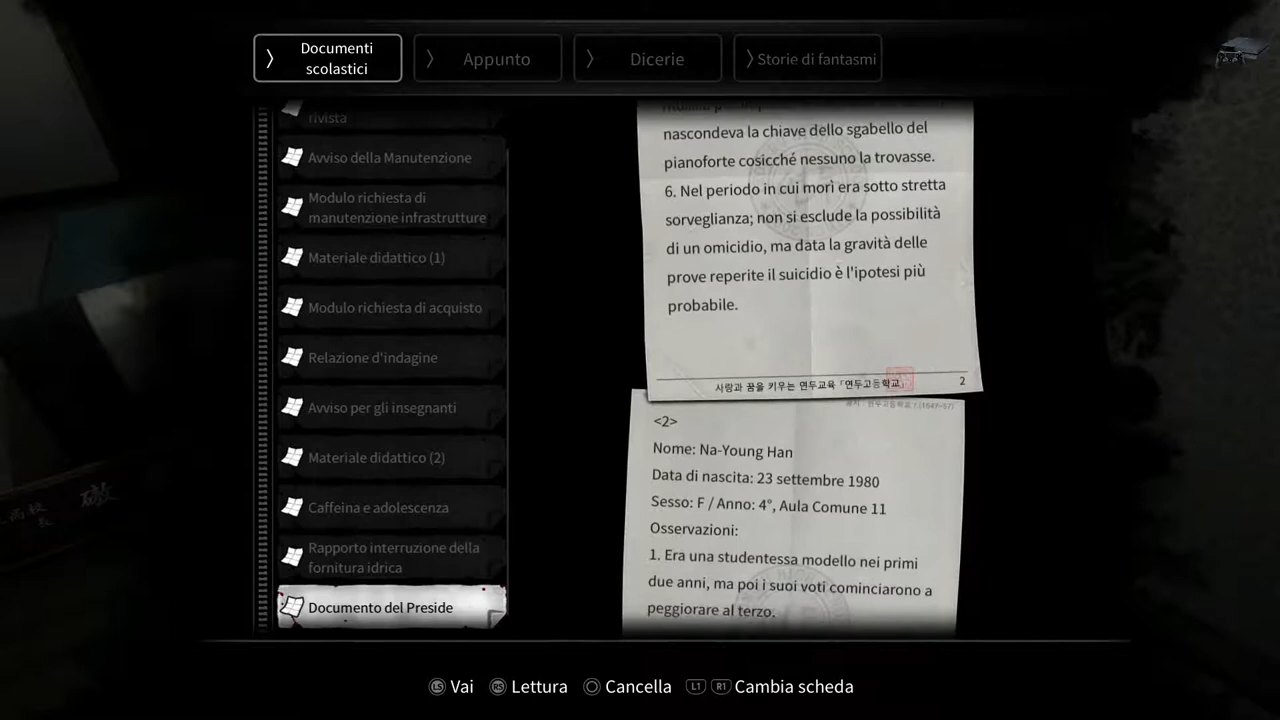 Documenti
scolastici
Appunto
Dicerie
Storie di fantasmi
rivista
Avviso della Manutenzione
Modulo richiesta di
manutenzione infrastrutture
Materiale didattico (1)
Modulo richiesta di acquisto
Relazione d'indagine
Avviso per gli insegnanti
Materiale didattico (2)
Caffeina e adolescenza
Rapporto interruzione della
fornitura idrica
Documento del Preside
nascondeva la chiave dello sgabello del
pianoforte cosicché nessuno la trovasse.
6. Nel periodo in cui morì era sotto stretta
sorveglianza; non si esclude la possibilità
di un omicidio, ma data la gravità delle
prove reperite il suicidio è l'ipotesi più
probabile.
사랑과 꿈을 키우는 연두교육 「연두고등학교」
2
<2>
Nome: Na-Young Han
Data di nascita: 23 settembre 1980
Sesso: F / Anno: 4°, Aula Comune 11
Osservazioni:
1. Era una studentessa modello nei primi
due anni, ma poi i suoi voti cominciarono a
peggiorare al terzo.
LS Vai
RS Lettura
Cancella
L1 R1 Cambia scheda